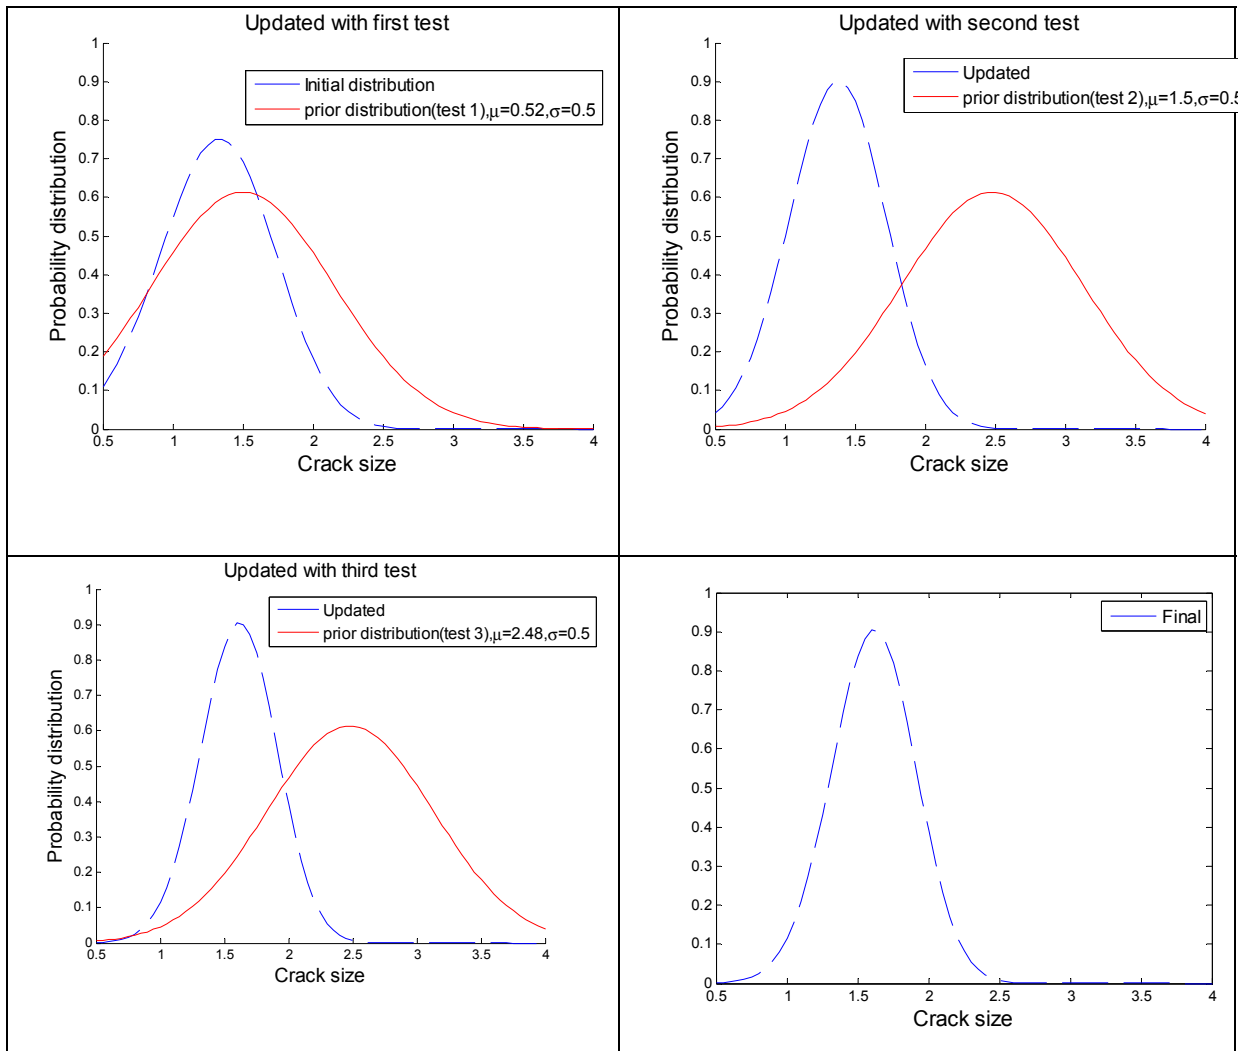 Updated with first test
1
0.9
0.8
0.7
0.6
0.5
0.4
0.3
0.2
0.1
0
Probability distribution
Initial distribution
prior distribution(test 1),μ=0.52,σ=0.5
0.5 1 1.5 2 2.5 3 3.5 4
Crack size
Updated with second test
1
0.9
0.8
0.7
0.6
0.5
0.4
0.3
0.2
0.1
0
Probability distribution
Updated
prior distribution(test 2),μ=1.5,σ=0.5
0.5 1 1.5 2 2.5 3 3.5 4
Crack size
Updated with third test
1
0.9
0.8
0.7
0.6
0.5
0.4
0.3
0.2
0.1
0
Probability distribution
Updated
prior distribution(test 3),μ=2.48,σ=0.5
0.5 1 1.5 2 2.5 3 3.5 4
Crack size
1
0.9
0.8
0.7
0.6
0.5
0.4
0.3
0.2
0.1
0
Final
0.5 1 1.5 2 2.5 3 3.5 4
Crack size